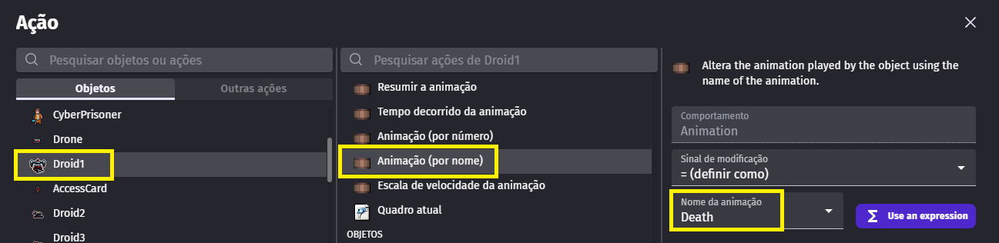 Ação
Pesquisar objetos ou ações
Objetos
Outras ações
CyberPrisoner
Drone
Droid1
AccessCard
Droid2
Droid3
Pesquisar ações de Droid1
Resumir a animação
Tempo decorrido da animação
Animação (por número)
Animação (por nome)
Escala de velocidade da animação
Quadro atual
OBJETOS
Altera the animation played by the object using the
name of the animation.
Comportamento
Animation
Sinal de modificação
= (definir como)
Nome da animação
Death
Use an expression